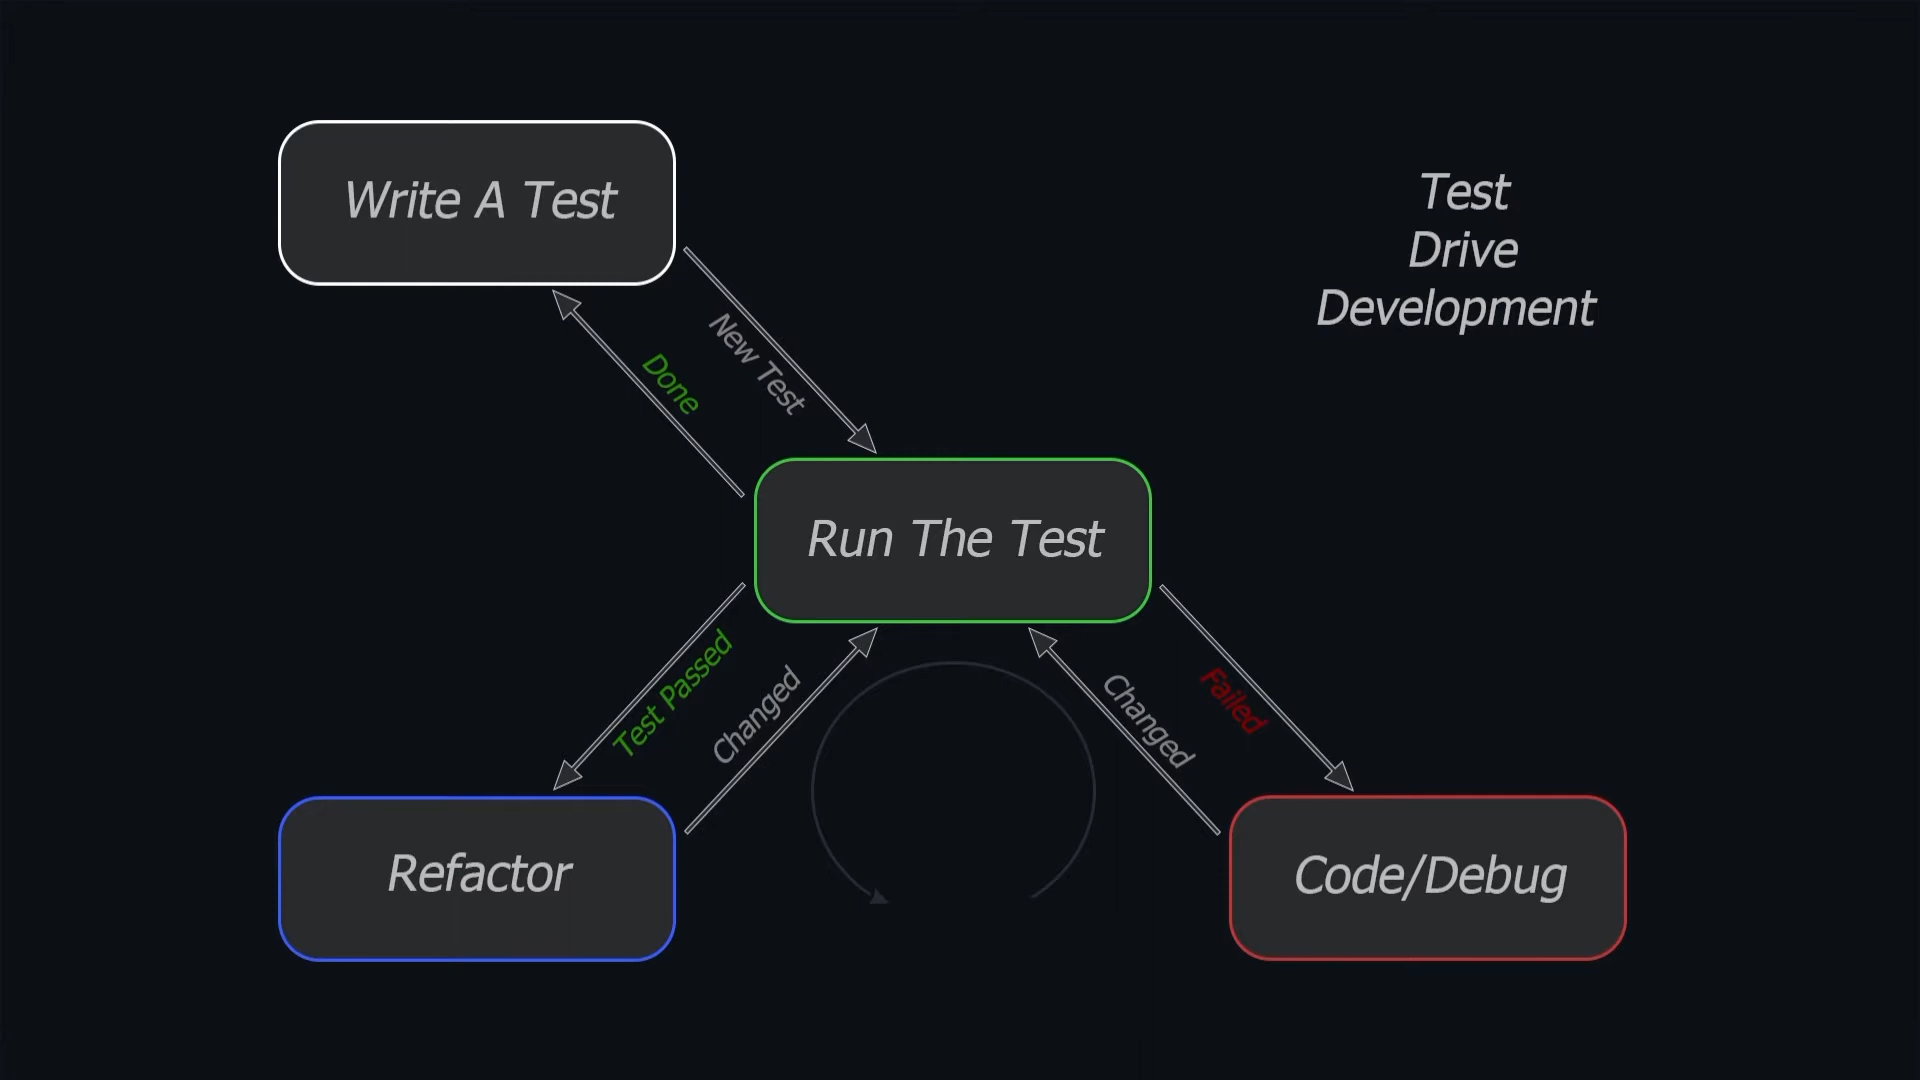 Write A Test
Test
Drive
Development
New Test
Done
Run The Test
Test Passed
Changed
Changed
Failed
Refactor
Code/Debug